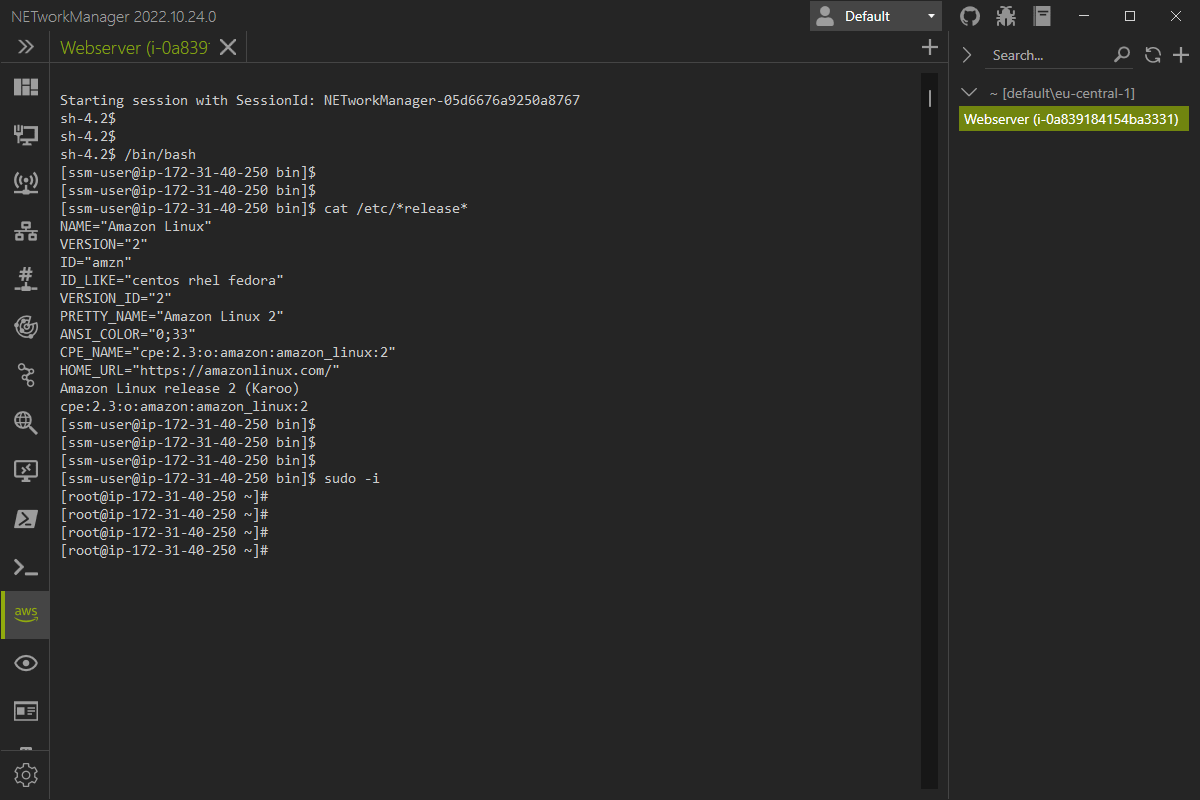 NETworkManager 2022.10.24.0
Default
Webserver (i-0a839
Search...
~ [default\eu-central-1]
Webserver (i-0a839184154ba3331)
Starting session with SessionId: NETworkManager-05d6676a9250a8767
sh-4.2$
sh-4.2$
sh-4.2$ /bin/bash
[ssm-user@ip-172-31-40-250 bin]$
[ssm-user@ip-172-31-40-250 bin]$
[ssm-user@ip-172-31-40-250 bin]$ cat /etc/*release*
NAME="Amazon Linux"
VERSION="2"
ID="amzn"
ID_LIKE="centos rhel fedora"
VERSION_ID="2"
PRETTY_NAME="Amazon Linux 2"
ANSI_COLOR="0;33"
CPE_NAME="cpe:2.3:o:amazon:amazon_linux:2"
HOME_URL="https://amazonlinux.com/"
Amazon Linux release 2 (Karoo)
cpe:2.3:o:amazon:amazon_linux:2
[ssm-user@ip-172-31-40-250 bin]$
[ssm-user@ip-172-31-40-250 bin]$
[ssm-user@ip-172-31-40-250 bin]$
[ssm-user@ip-172-31-40-250 bin]$ sudo -i
[root@ip-172-31-40-250 ~]#
[root@ip-172-31-40-250 ~]#
[root@ip-172-31-40-250 ~]#
[root@ip-172-31-40-250 ~]#
aws